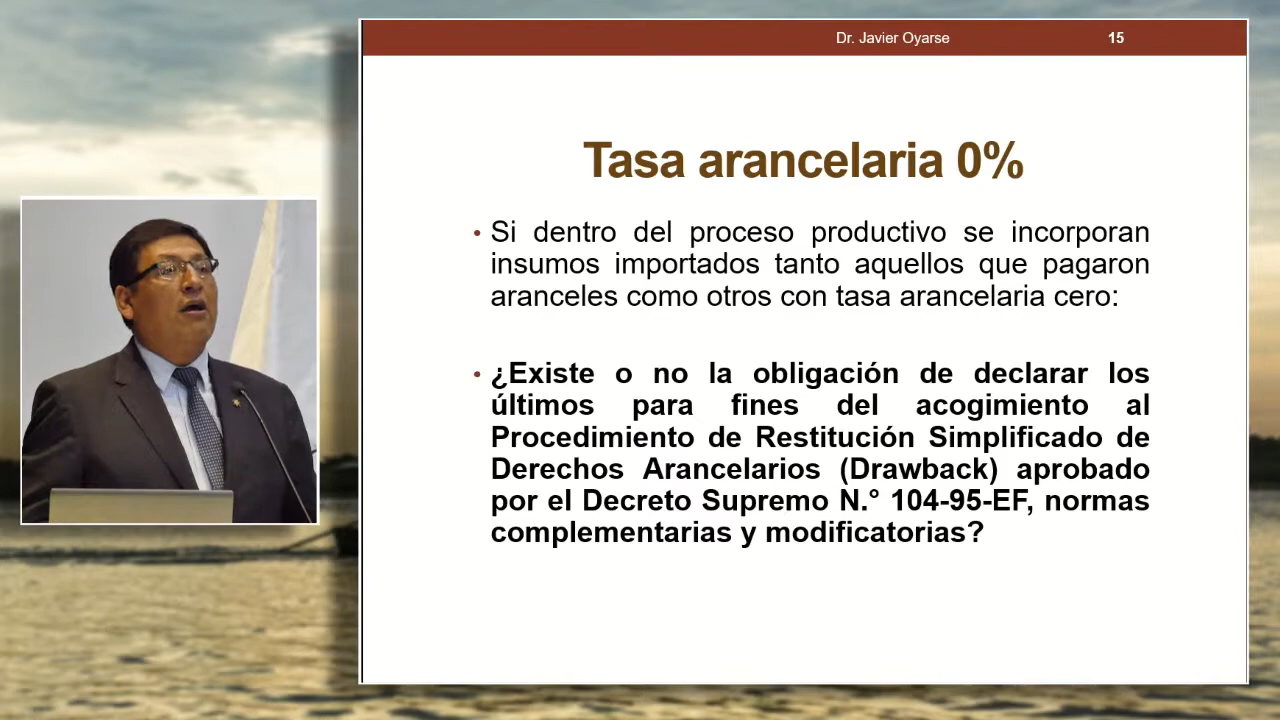 Dr. Javier Oyarse 15
Tasa arancelaria 0%
• Si dentro del proceso productivo se incorporan
insumos importados tanto aquellos que pagaron
aranceles como otros con tasa arancelaria cero:
• ¿Existe o no la obligación de declarar los
últimos para fines del acogimiento al
Procedimiento de Restitución Simplificado de
Derechos Arancelarios (Drawback) aprobado
por el Decreto Supremo N.° 104-95-EF, normas
complementarias y modificatorias?